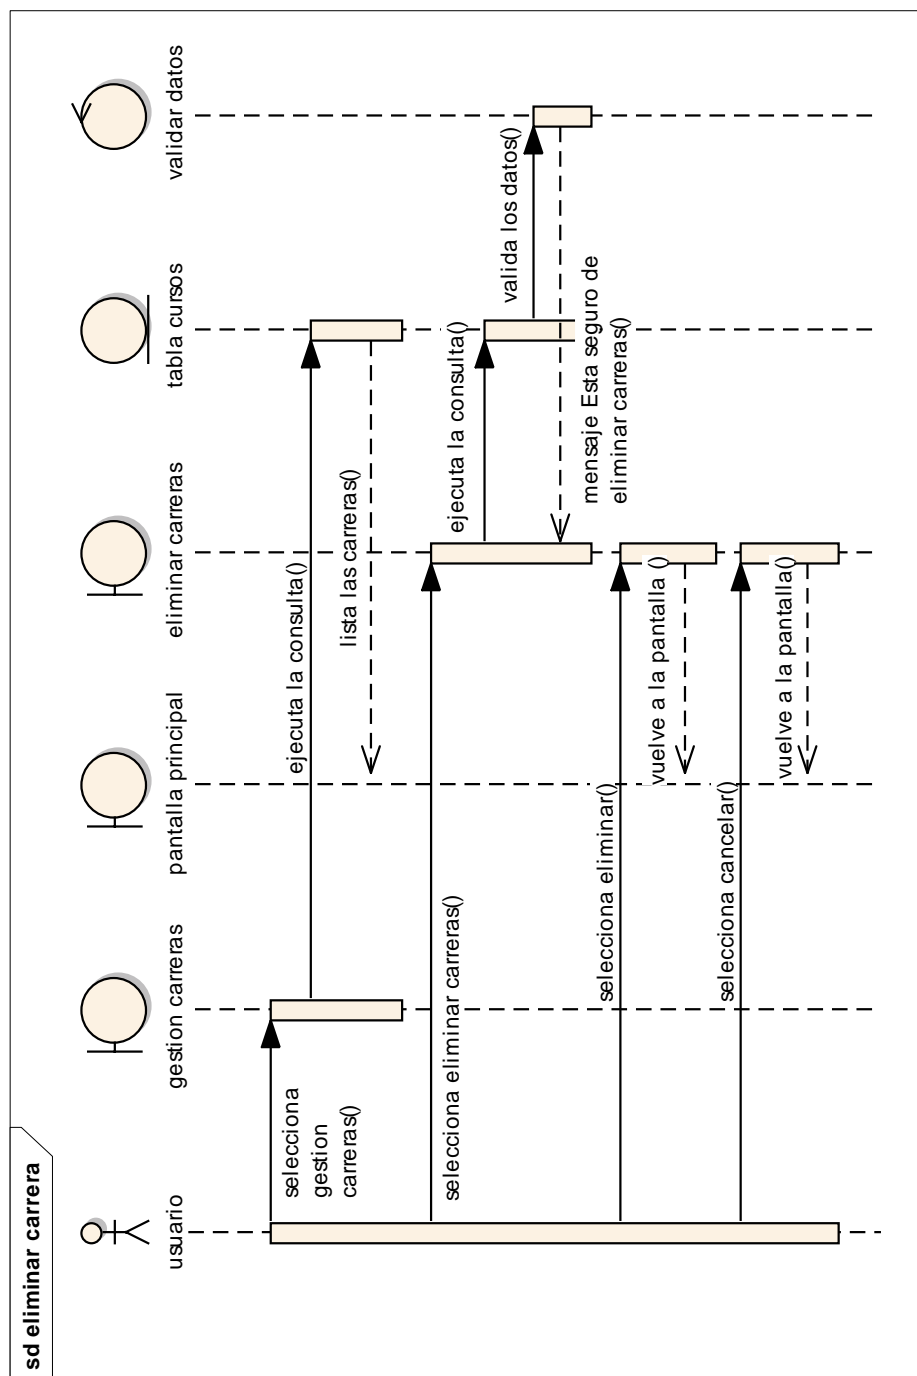 sd eliminar carrera
usuario
gestion carreras
pantalla principal
eliminar carreras
tabla cursos
validar datos
selecciona
gestion
carreras()
ejecuta la consulta()
lista las carreras()
selecciona eliminar carreras()
ejecuta la consulta()
valida los datos()
mensaje Esta seguro de
eliminar carreras()
selecciona eliminar()
vuelve a la pantalla ()
selecciona cancelar()
vuelve a la pantalla()